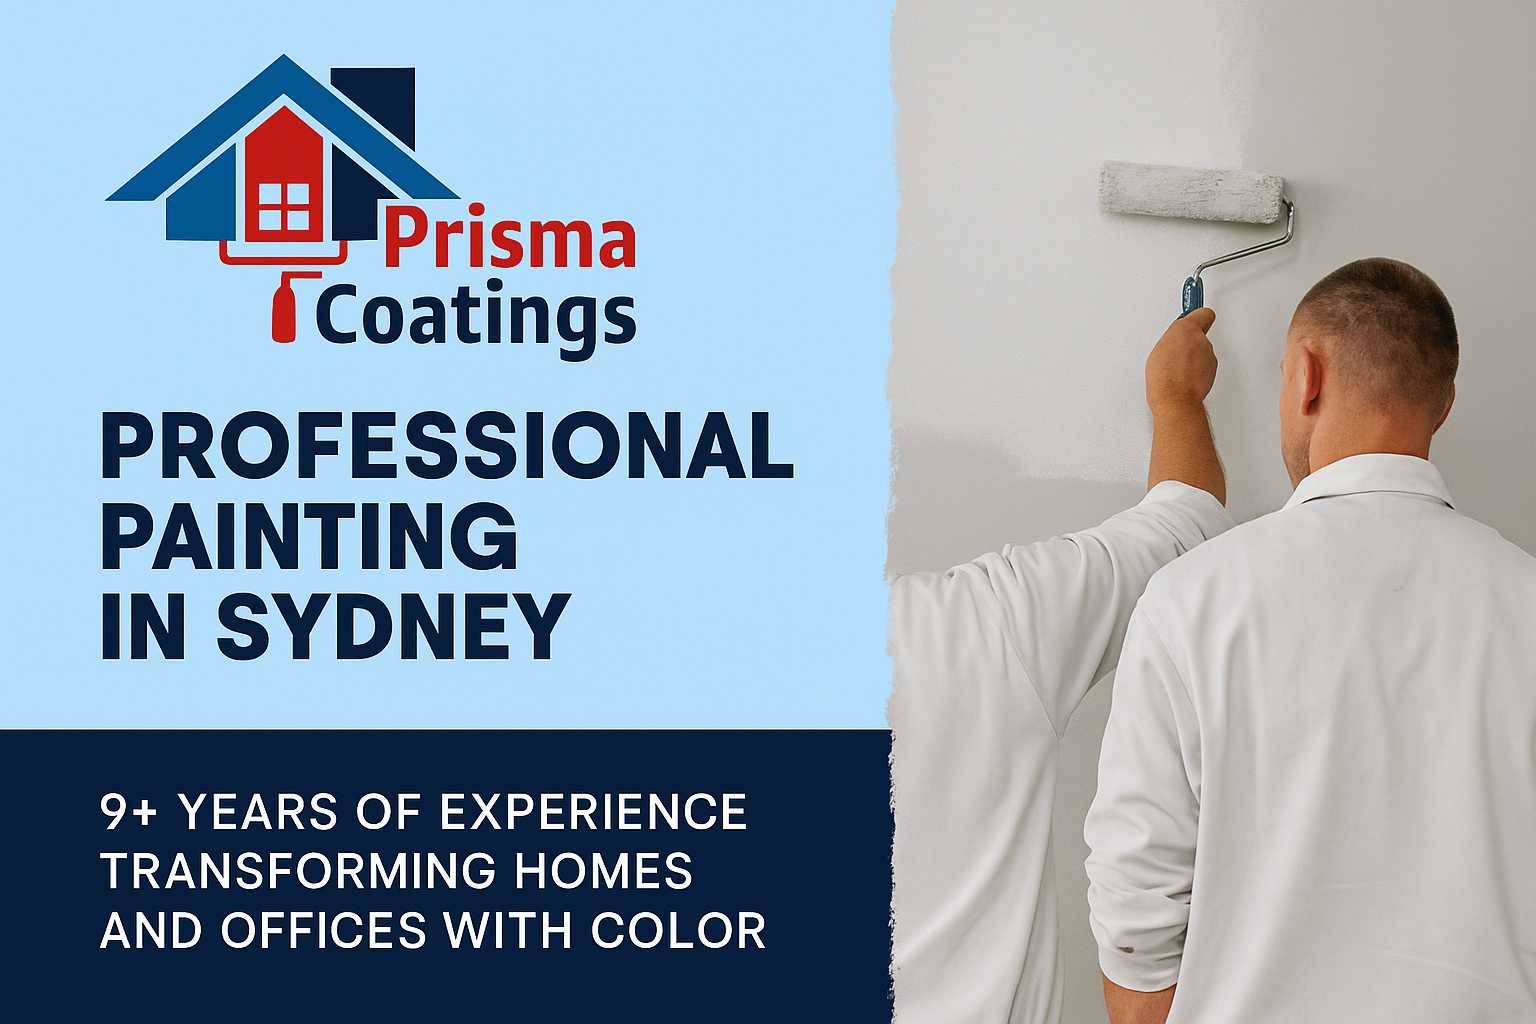 Prisma
Coatings
PROFESSIONAL
PAINTING
IN SYDNEY
9+ YEARS OF EXPERIENCE
TRANSFORMING HOMES
AND OFFICES WITH COLOR